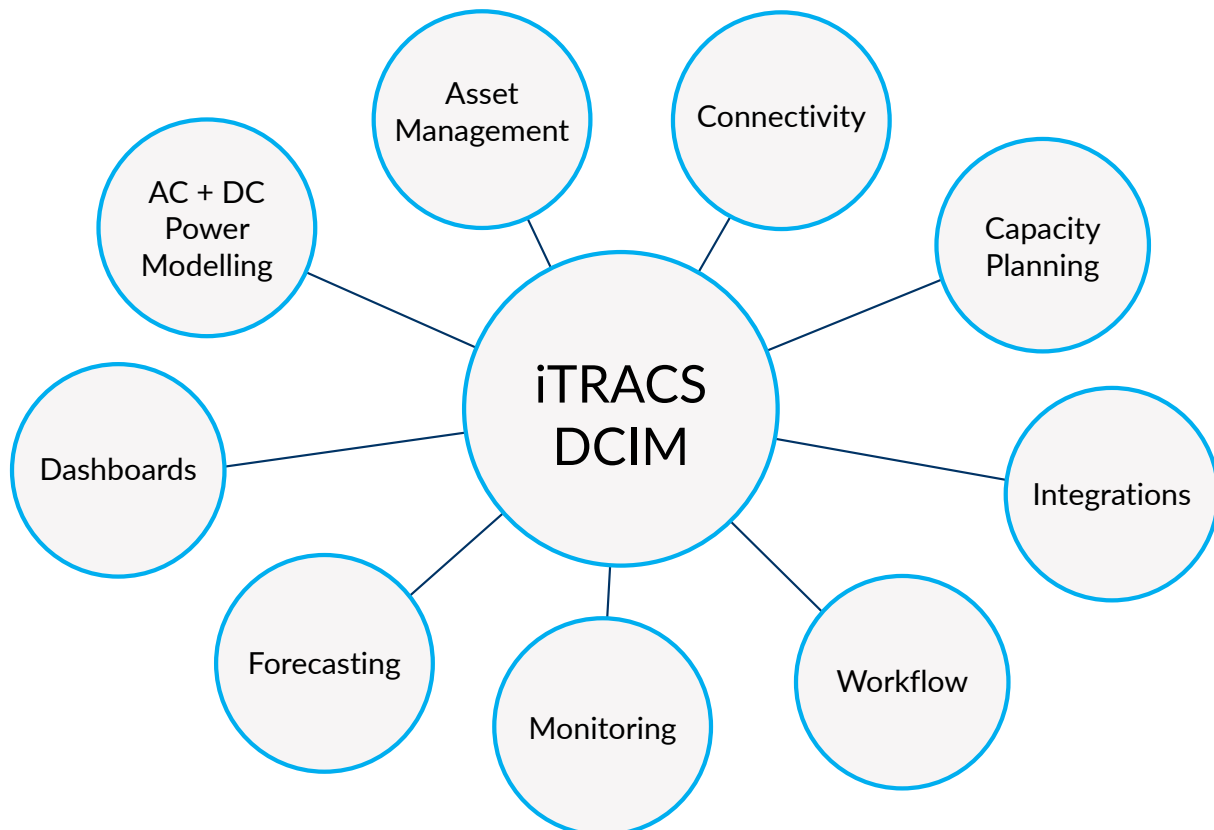 Asset
Management
Connectivity
AC + DC
Power
Modelling
Capacity
Planning
iTRACS
DCIM
Dashboards
Integrations
Forecasting
Workflow
Monitoring